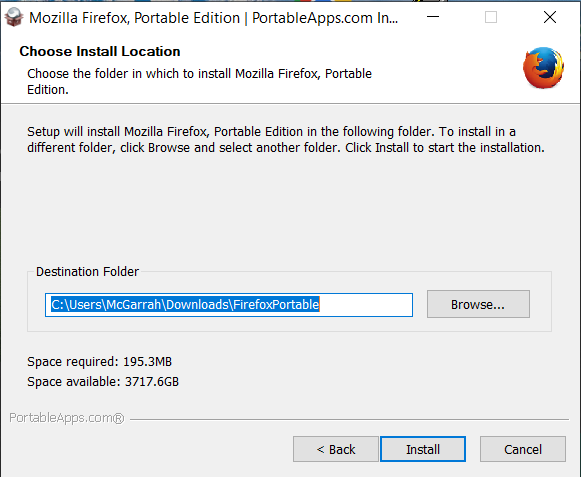 Mozilla Firefox, Portable Edition | PortableApps.com In...
Choose Install Location
Choose the folder in which to install Mozilla Firefox, Portable
Edition.
Setup will install Mozilla Firefox, Portable Edition in the following folder. To install in a
different folder, click Browse and select another folder. Click Install to start the installation.
Destination Folder
C:\Users\McGarrah\Downloads\FirefoxPortable
Browse...
Space required: 195.3MB
Space available: 3717.6GB
PortableApps.com®
< Back
Install
Cancel